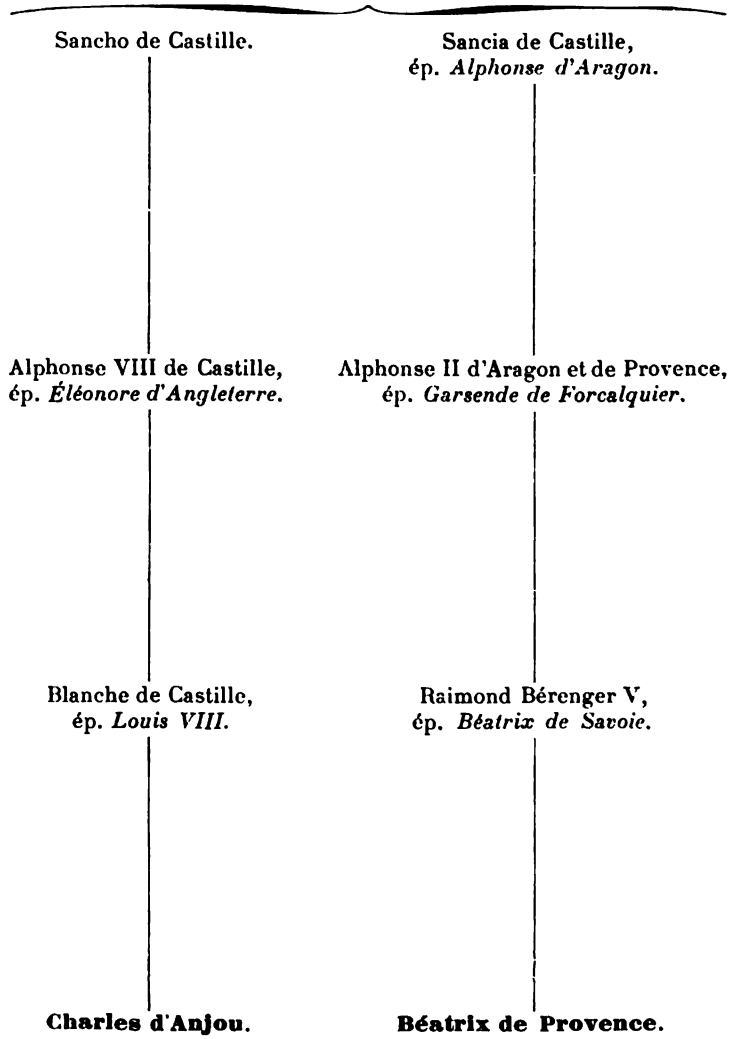 Sancho de Castille.
Sancia de Castille,
ép. Alphonse d'Aragon.
Alphonse VIII de Castille,
ép. Éléonore d'Angleterre.
Alphonse II d'Aragon et de Provence,
ép. Garsende de Forcalquier.
Blanche de Castille,
ép. Louis VIII.
Raimond Bérenger V,
ép. Béatrix de Savoie.
Charles d'Anjou.
Béatrix de Provence.